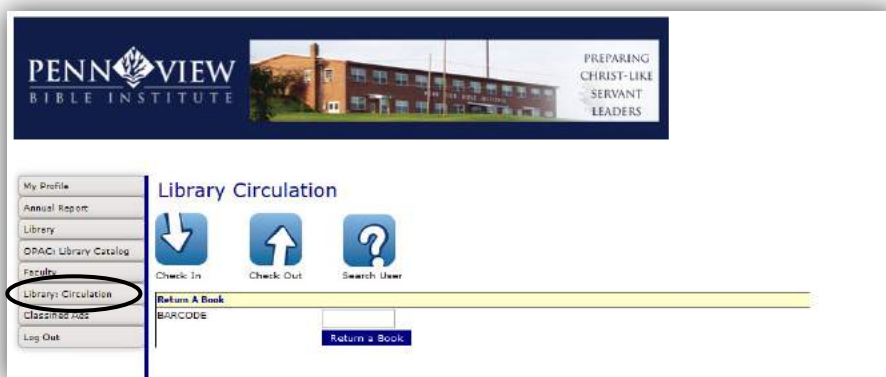 PENN VIEW
BIBLE INSTITUTE
PREPARING
CHRIST-LIKE
SERVANT
LEADERS
My Profile
Annual Report
Library
OPAC: Library Catalog
Faculty
Library: Circulation
Classified Ads
Log Out
Library Circulation
Check In
Check Out
Search User
Return A Book
BARCODE
Return a Book